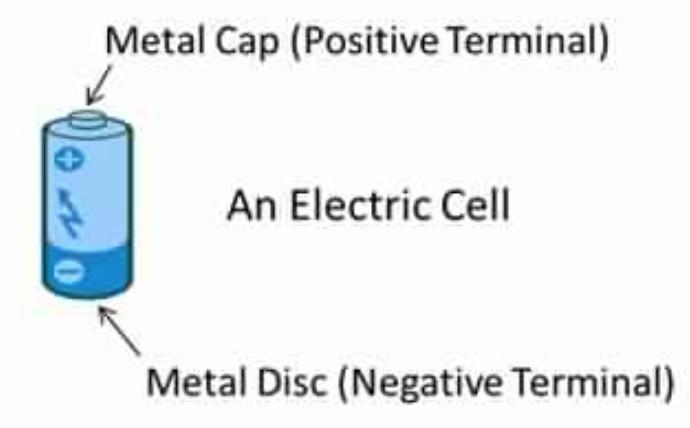 Metal Cap (Positive Terminal)
+
An Electric Cell
−
Metal Disc (Negative Terminal)